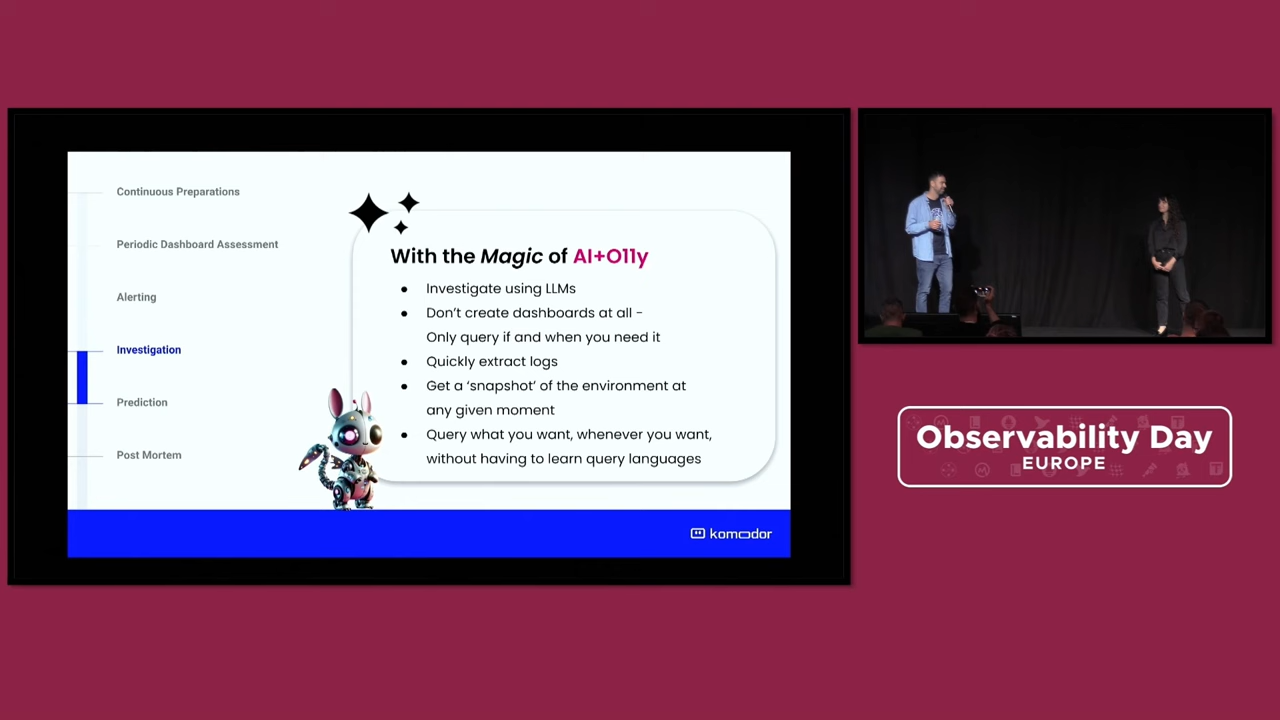 Continuous Preparations
Periodic Dashboard Assessment
Alerting
Investigation
Prediction
Post Mortem
With the Magic of AI+O11y
Investigate using LLMs
Don't create dashboards at all -
Only query if and when you need it
Quickly extract logs
Get a 'snapshot' of the environment at
any given moment
Query what you want, whenever you want,
without having to learn query languages
komodor
Observability Day
EUROPE